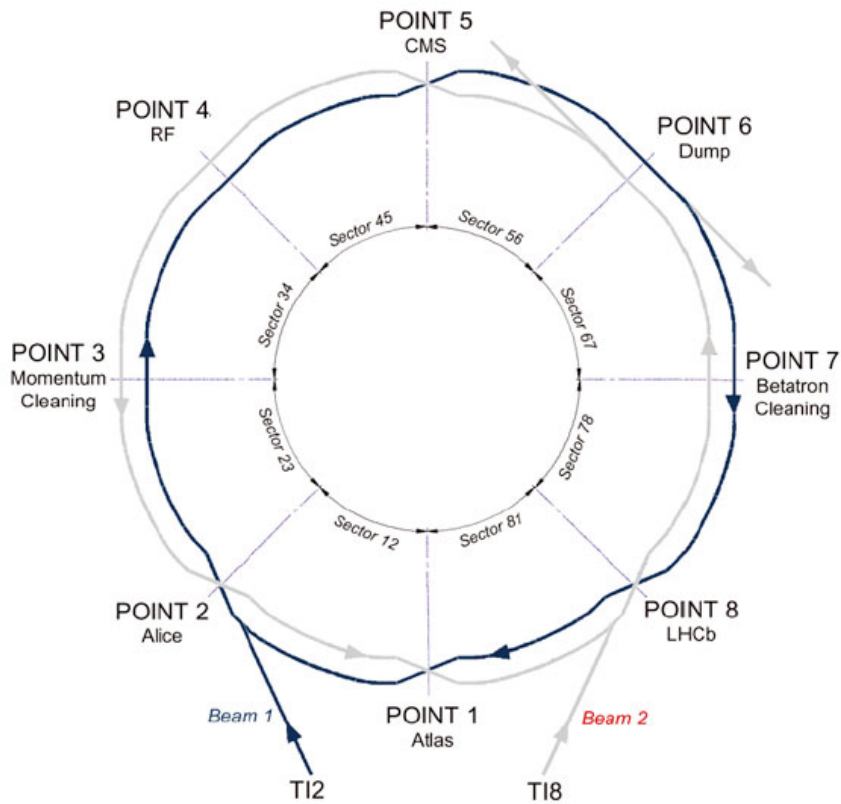 POINT 5
CMS
POINT 4
RF
POINT 6
Dump
Sector 45
Sector 56
Sector 34
Sector 67
POINT 3
Momentum
Cleaning
POINT 7
Betatron
Cleaning
Sector 23
Sector 78
Sector 12
Sector 81
POINT 2
Alice
POINT 8
LHCb
POINT 1
Atlas
Beam 1
Beam 2
TI2
TI8